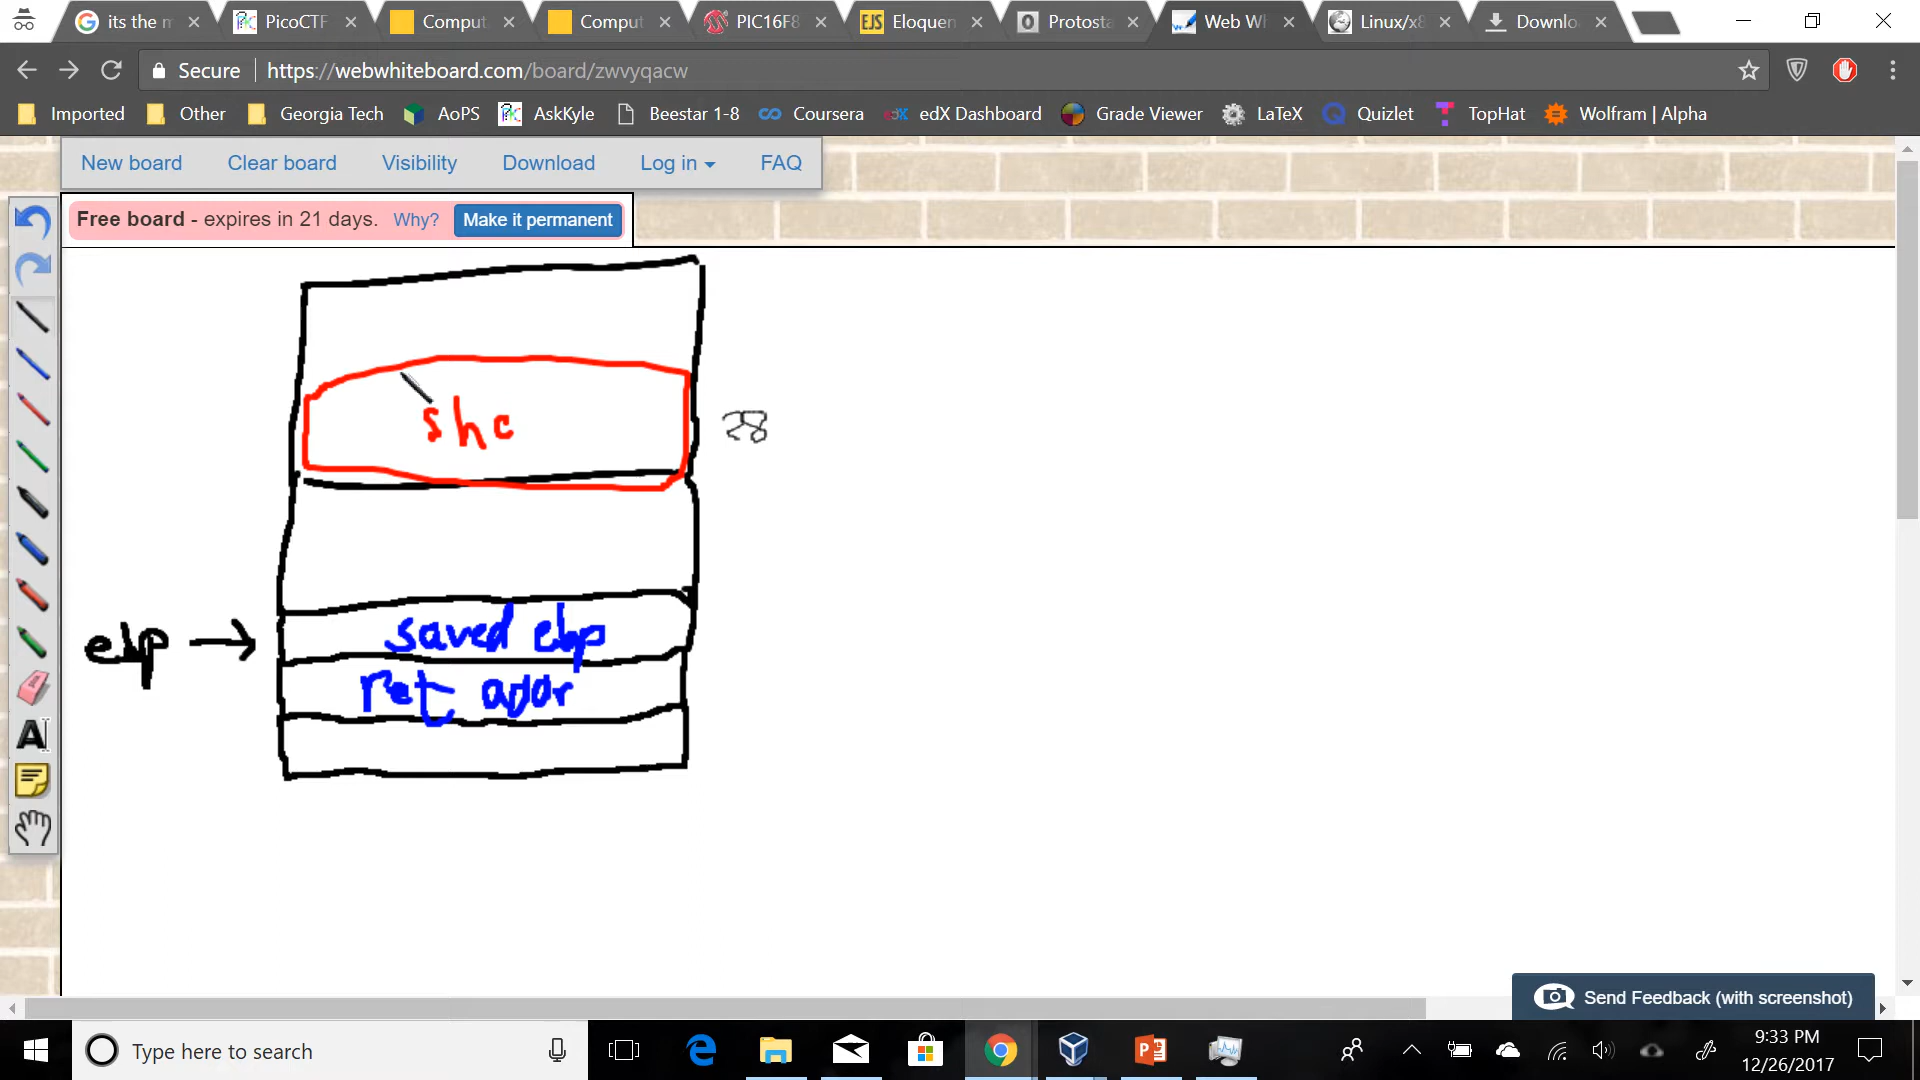 its the m
PicoCTF
Comput
Comput
PIC16F8
Eloquen
Protosta
Web Wh
Linux/x8
Downlo
Secure
https://webwhiteboard.com/board/zwvyqacw
Imported
Other
Georgia Tech
AoPS
AskKyle
Beestar 1-8
Coursera
edX Dashboard
Grade Viewer
LaTeX
Quizlet
TopHat
Wolfram | Alpha
New board
Clear board
Visibility
Download
Log in
FAQ
Free board - expires in 21 days. Why? Make it permanent
shc
28
ebp →
saved ebp
ret addr
A
Send Feedback (with screenshot)
Type here to search
9:33 PM
12/26/2017